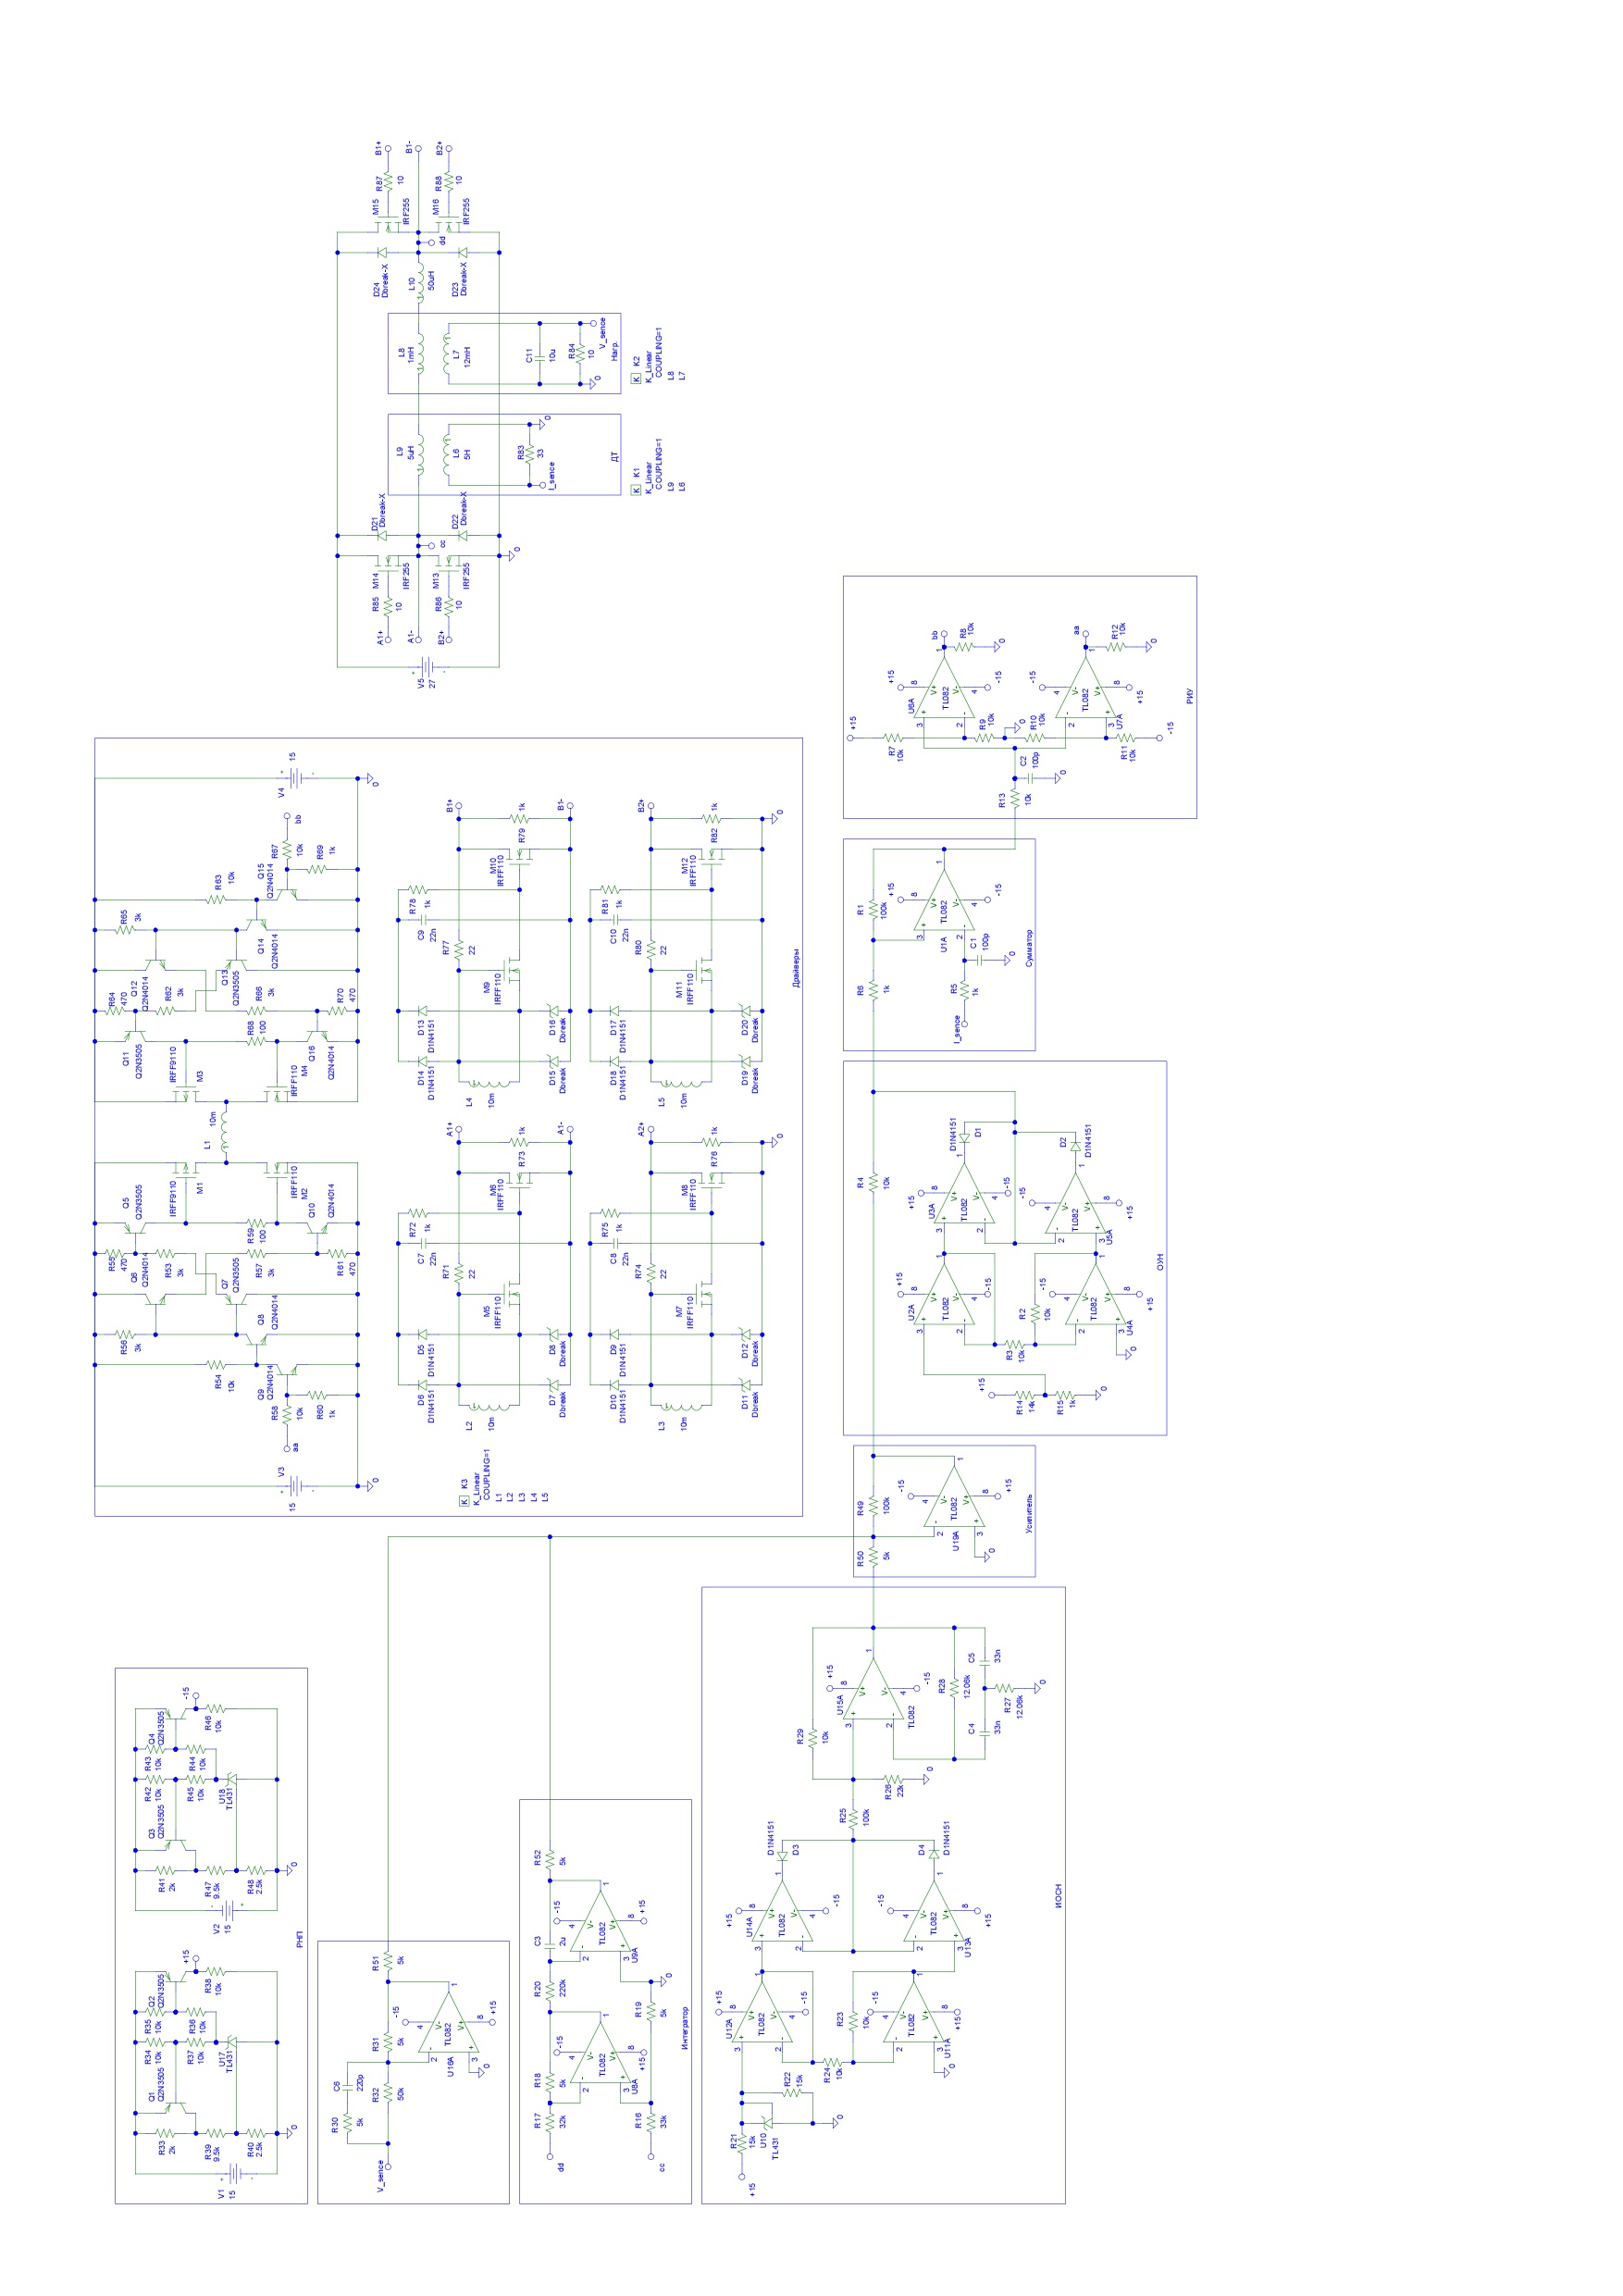 B1+
R87
10
B1-
B2+
R88
10
M15
IRF255
M16
IRF255
dd
D24
Dbreak-X
L10
50uH
D23
Dbreak-X
L8
1mH
L7
12mH
C11
10u
R84
10
V_sence
0
Нагр.
K K2
K_Linear
COUPLING=1
L8
L7
L9
5uH
L6
5H
R83
33
0
I_sence
ДТ
K K1
K_Linear
COUPLING=1
L9
L6
D21
Dbreak-X
D22
Dbreak-X
cc
0
M14
IRF255
M13
IRF255
R85
10
R86
10
A1+
A1-
B2+
V5
27
+
-
V4
15
+
-
0
bb
R67
10k
R69
1k
Q15
Q2N4014
R63
10k
R65
3k
Q14
Q2N4014
Q13
Q2N3505
Q12
Q2N4014
R64
470
R62
3k
R66
3k
R70
470
R68
100
Q11
Q2N3505
Q16
Q2N4014
IRFF9110
M3
M4
IRFF110
L1
10m
M1
IRFF9110
M2
IRFF110
Q5
Q2N3505
Q10
Q2N4014
R59
100
R55
470
Q6
Q2N4014
R53
3k
Q7
Q2N3505
R57
3k
R61
470
Q8
Q2N4014
R56
3k
R54
10k
Q9
Q2N4014
R58
10k
R60
1k
aa
V3
15
+
-
0
B1+
B1-
R79
1k
M10
IRFF110
R78
1k
C9
22n
R77
22
M9
IRFF110
D13
D1N4151
D14
D1N4151
D16
Dbreak
D15
Dbreak
L4
10m
B2+
R82
1k
0
M12
IRFF110
R81
1k
C10
22n
R80
22
M11
IRFF110
D17
D1N4151
D18
D1N4151
D20
Dbreak
D19
Dbreak
L5
10m
A1+
A1-
R73
1k
M6
IRFF110
R72
1k
C7
22n
R71
22
M5
IRFF110
D5
D1N4151
D6
D1N4151
D8
Dbreak
D7
Dbreak
L2
10m
A2+
R76
1k
0
M8
IRFF110
R75
1k
C8
22n
R74
22
M7
IRFF110
D9
D1N4151
D10
D1N4151
D12
Dbreak
D11
Dbreak
L3
10m
K K3
K_Linear
COUPLING=1
L1
L2
L3
L4
L5
Драйверы
bb
R8
10k
0
aa
R12
10k
0
+15
U6A
TL082
-15
-15
TL082
+15
U7A
+15
R7
10k
R9
10k
0
R10
10k
R11
10k
-15
C2
100p
0
R13
10k
РИУ
R1
100k
+15
U1A
TL082
-15
C1
100p
0
R6
1k
R5
1k
I_sence
Сумматор
D1N4151
D1
D2
D1N4151
R4
10k
+15
U3A
TL082
-15
-15
TL082
U5A
+15
+15
U2A
TL082
-15
R2
10k
R3
10k
-15
TL082
U4A
+15
0
+15
R14
14k
R15
1k
0
ОУН
R49
100k
R50
5k
-15
TL082
U19A
+15
0
Усилитель
-15
Q4
Q2N3505
R46
10k
R43
10k
R44
10k
R42
10k
R45
10k
U18
TL431
Q3
Q2N3505
R41
2k
R47
9.5k
R48
2.5k
0
V2
15
-
+
+15
Q2
Q2N3505
R38
10k
R35
10k
R36
10k
R34
10k
R37
10k
U17
TL431
Q1
Q2N3505
R33
2k
R39
9.5k
R40
2.5k
0
V1
15
+
-
РНП
R51
5k
R31
5k
-15
TL082
U16A
+15
0
C6
220p
R32
50k
R30
5k
V_sence
R52
5k
C3
2u
-15
TL082
U9A
+15
0
R20
220k
R19
5k
-15
TL082
U8A
+15
R18
5k
R17
32k
R16
33k
dd
cc
Интегратор
+15
U15A
TL082
-15
R28
12.06k
C5
33n
C4
33n
R27
12.06k
0
R29
10k
R26
22k
0
R25
100k
D1N4151
D3
D4
D1N4151
+15
U14A
TL082
-15
-15
TL082
U13A
+15
-15
U12A
TL082
-15
R23
10k
R24
10k
-15
TL082
U11A
+15
0
R22
15k
R21
15k
U10
TL431
0
+15
ИОСН